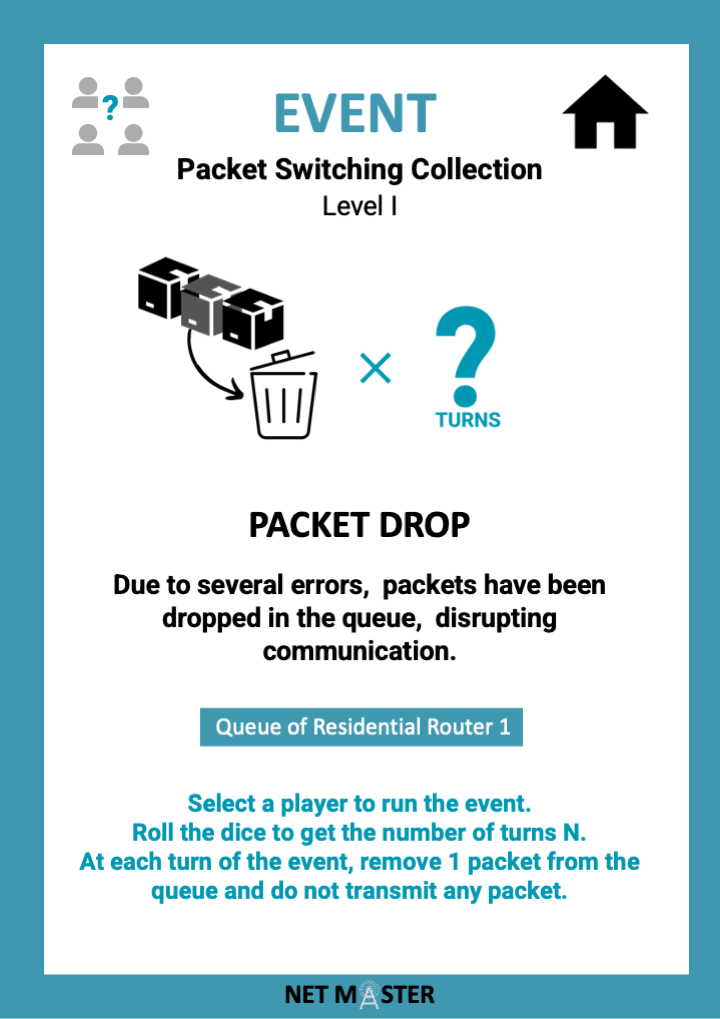 ?
EVENT
Packet Switching Collection
Level I
?
TURNS
PACKET DROP
Due to several errors,  packets have been
dropped in the queue,  disrupting
communication.
Queue of Residential Router 1
Select a player to run the event.
Roll the dice to get the number of turns N.
At each turn of the event, remove 1 packet from the
queue and do not transmit any packet.
NET MASTER